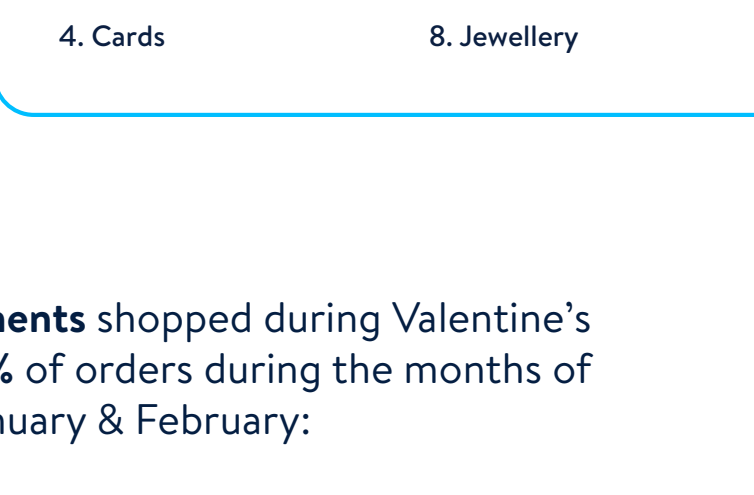 4. Cards
8. Jewellery
shopped during Valentine’s
% of orders during the months of
& February: